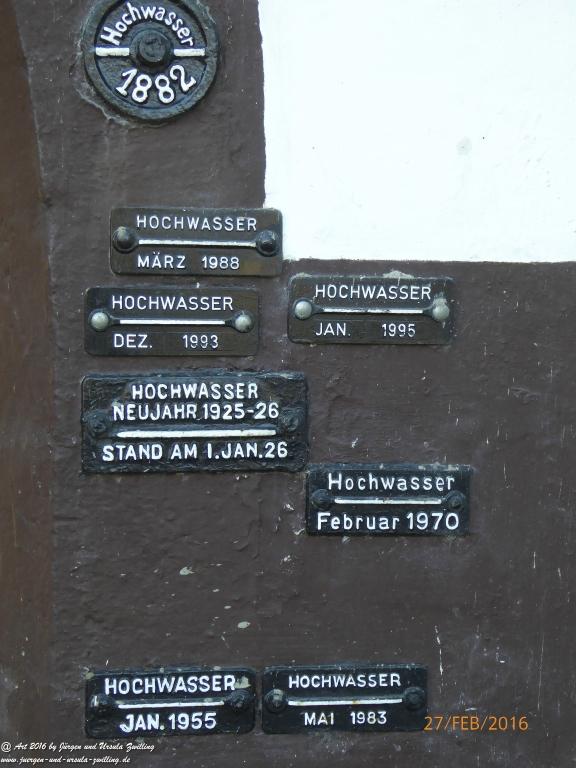 Hochwasser
1882
HOCHWASSER
MÄRZ 1988
HOCHWASSER
DEZ. 1993
HOCHWASSER
JAN. 1995
HOCHWASSER
NEUJAHR 1925-26
STAND AM 1.JAN.26
Hochwasser
Februar 1970
HOCHWASSER
JAN. 1955
HOCHWASSER
MAI 1983
27/FEB/2016
@ Art 2016 by Jürgen und Ursula Zwilling
www.juergen-und-ursula-zwilling.de